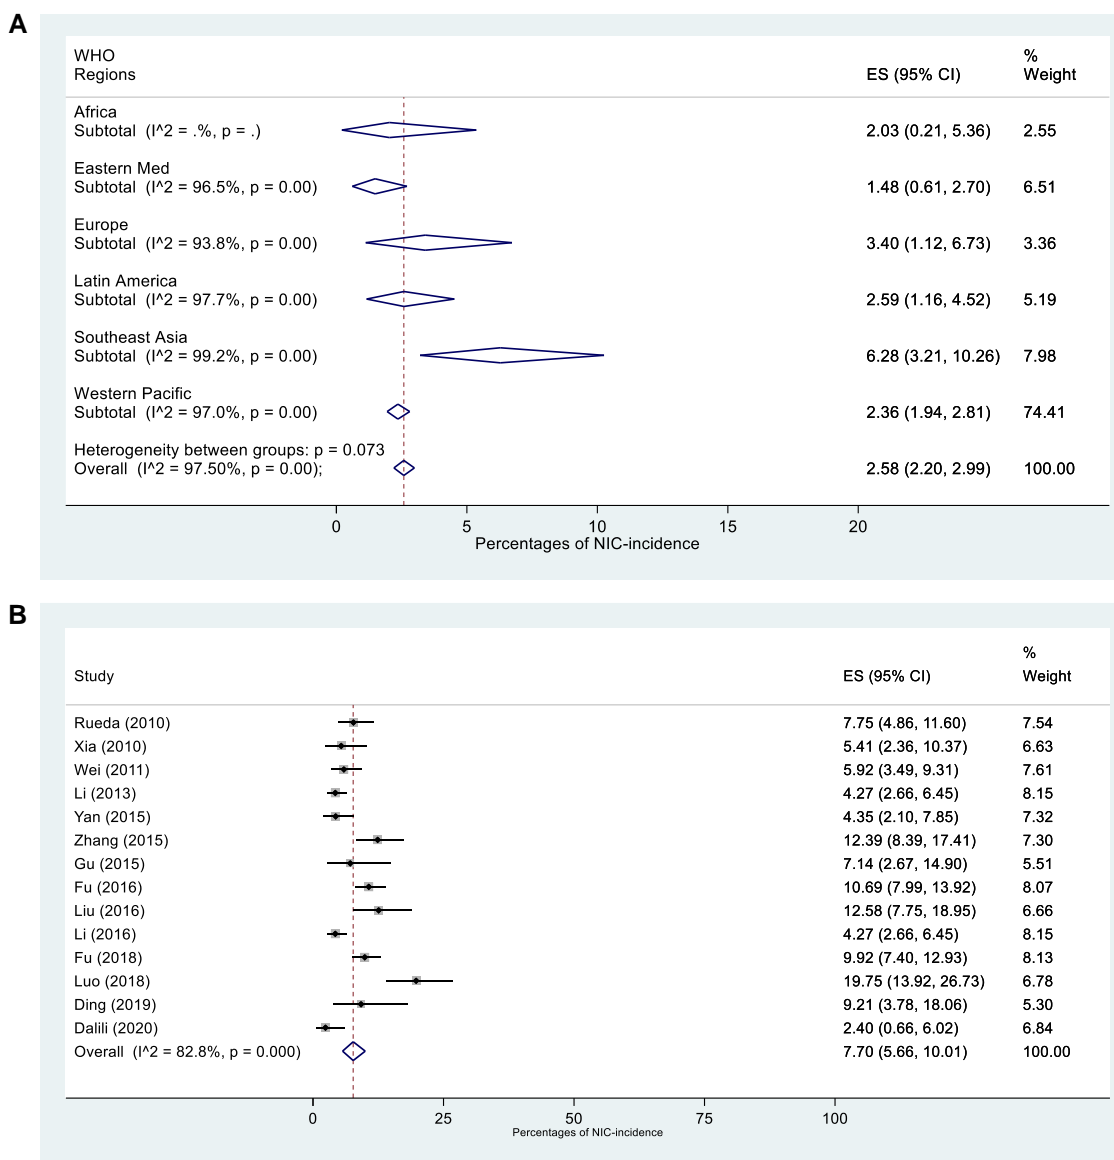 A
WHO
Regions
ES (95% CI)
%
Weight
Africa
Subtotal (I^2 = .%, p = .) 2.03 (0.21, 5.36) 2.55
Eastern Med
Subtotal (I^2 = 96.5%, p = 0.00) 1.48 (0.61, 2.70) 6.51
Europe
Subtotal (I^2 = 93.8%, p = 0.00) 3.40 (1.12, 6.73) 3.36
Latin America
Subtotal (I^2 = 97.7%, p = 0.00) 2.59 (1.16, 4.52) 5.19
Southeast Asia
Subtotal (I^2 = 99.2%, p = 0.00) 6.28 (3.21, 10.26) 7.98
Western Pacific
Subtotal (I^2 = 97.0%, p = 0.00) 2.36 (1.94, 2.81) 74.41
Heterogeneity between groups: p = 0.073
Overall (I^2 = 97.50%, p = 0.00); 2.58 (2.20, 2.99) 100.00
0 5 10 15 20
Percentages of NIC-incidence
B
%
Study ES (95% CI) Weight
Rueda (2010) 7.75 (4.86, 11.60) 7.54
Xia (2010) 5.41 (2.36, 10.37) 6.63
Wei (2011) 5.92 (3.49, 9.31) 7.61
Li (2013) 4.27 (2.66, 6.45) 8.15
Yan (2015) 4.35 (2.10, 7.85) 7.32
Zhang (2015) 12.39 (8.39, 17.41) 7.30
Gu (2015) 7.14 (2.67, 14.90) 5.51
Fu (2016) 10.69 (7.99, 13.92) 8.07
Liu (2016) 12.58 (7.75, 18.95) 6.66
Li (2016) 4.27 (2.66, 6.45) 8.15
Fu (2018) 9.92 (7.40, 12.93) 8.13
Luo (2018) 19.75 (13.92, 26.73) 6.78
Ding (2019) 9.21 (3.78, 18.06) 5.30
Dalili (2020) 2.40 (0.66, 6.02) 6.84
Overall (I^2 = 82.8%, p = 0.000) 7.70 (5.66, 10.01) 100.00
0 25 50 75 100
Percentages of NIC-incidence